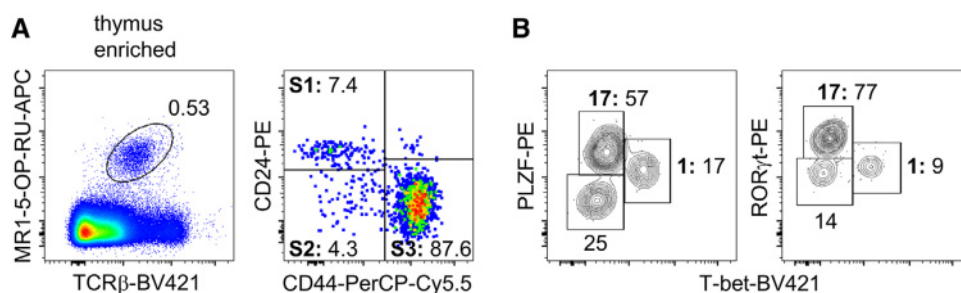 A
thymus
enriched
MR1-5-OP-RU-APC
0.53
TCRβ-BV421
CD24-PE
S1: 7.4
S2: 4.3
S3: 87.6
CD44-PerCP-Cy5.5
B
PLZF-PE
17: 57
1: 17
25
RORγt-PE
17: 77
1: 9
14
T-bet-BV421